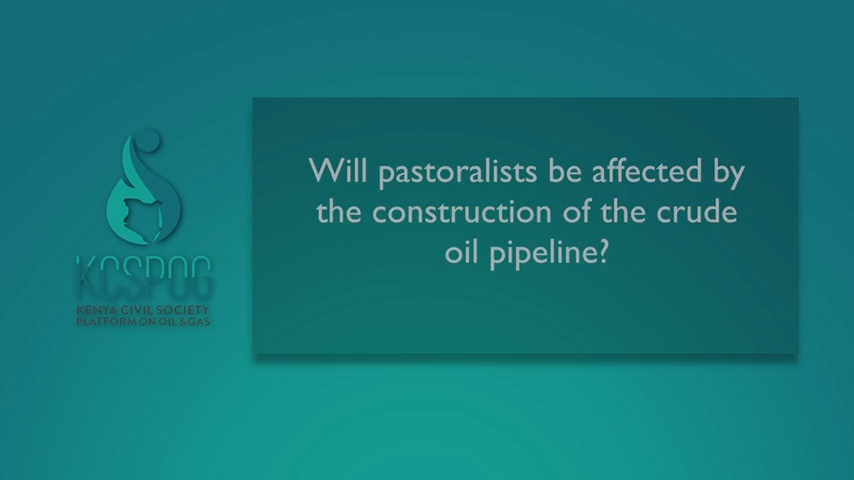 Will pastoralists be affected by
the construction of the crude
oil pipeline?
KCSPOG
KENYA CIVIL SOCIETY
PLATFORM ON OIL & GAS